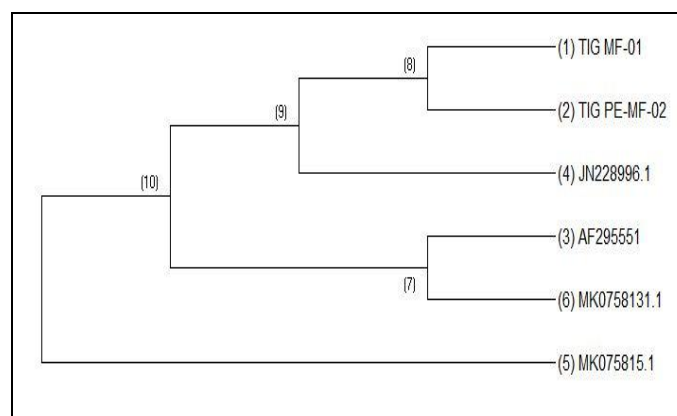 (1) TIG MF-01
(8)
(2) TIG PE-MF-02
(9)
(4) JN228996.1
(10)
(3) AF295551
(7)
(6) MK0758131.1
(5) MK075815.1